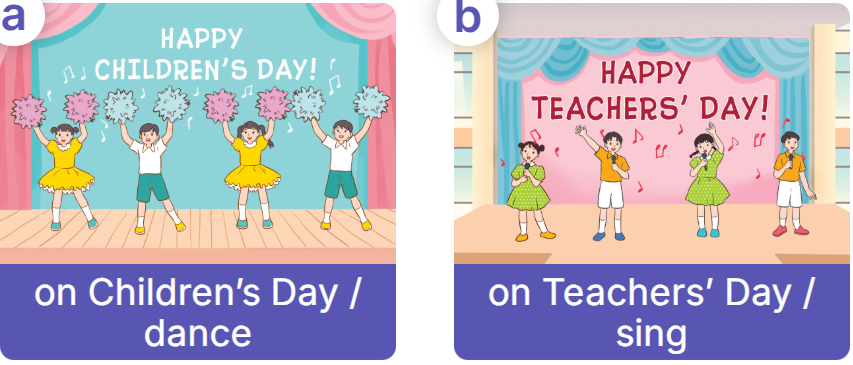 a
HAPPY
CHILDREN'S DAY!
on Children's Day /
dance
b
HAPPY
TEACHERS' DAY!
on Teachers' Day /
sing